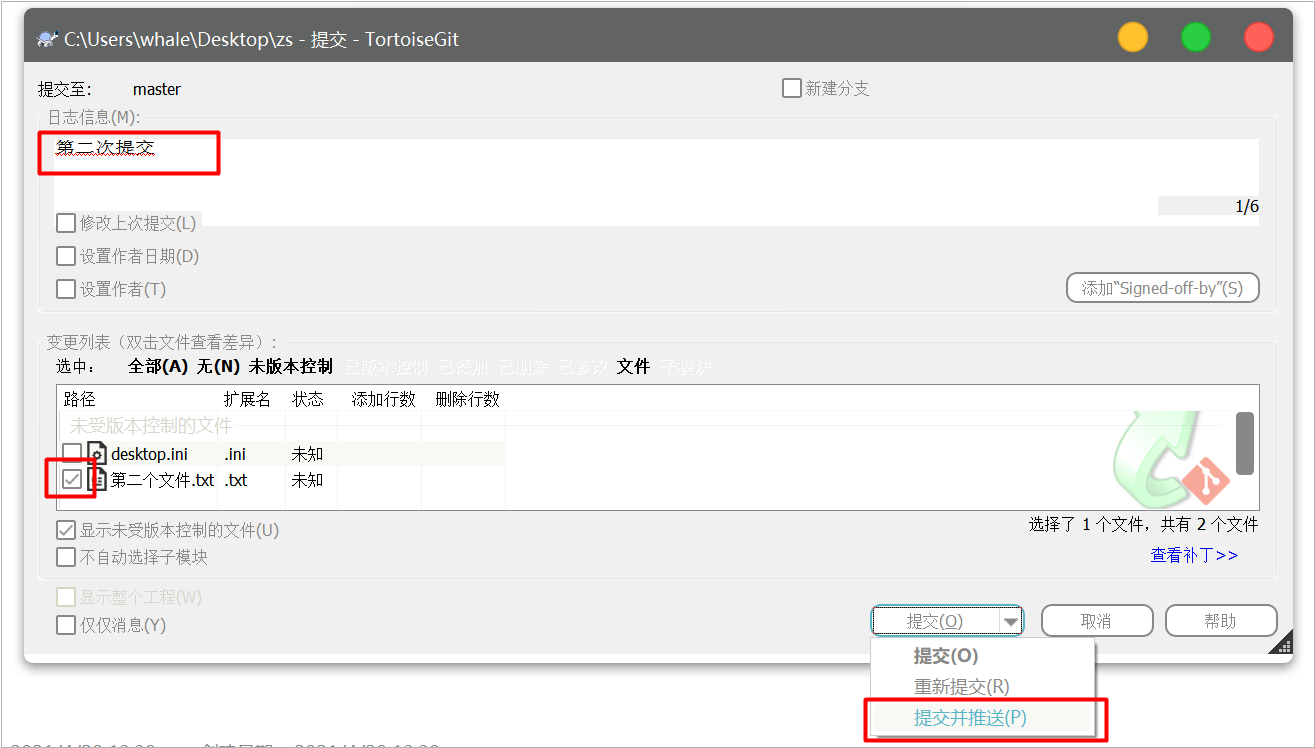 C:\Users\whale\Desktop\zs - 提交 - TortoiseGit
提交至: master 新建分支
日志信息(M):
第二次提交
1/6
修改上次提交(L)
设置作者日期(D)
设置作者(T) 添加“Signed-off-by”(S)
变更列表（双击文件查看差异）:
选中: 全部(A) 无(N) 未版本控制 已版本控制 已添加 已删除 已修改 文件 子模块
路径 扩展名 状态 添加行数 删除行数
未受版本控制的文件
desktop.ini .ini 未知
第二个文件.txt .txt 未知
显示未受版本控制的文件(U) 选择了 1 个文件，共有 2 个文件
不自动选择子模块 查看补丁>>
显示整个工程(W)
仅仅消息(Y) 提交(O) 取消 帮助
提交(O)
重新提交(R)
提交并推送(P)